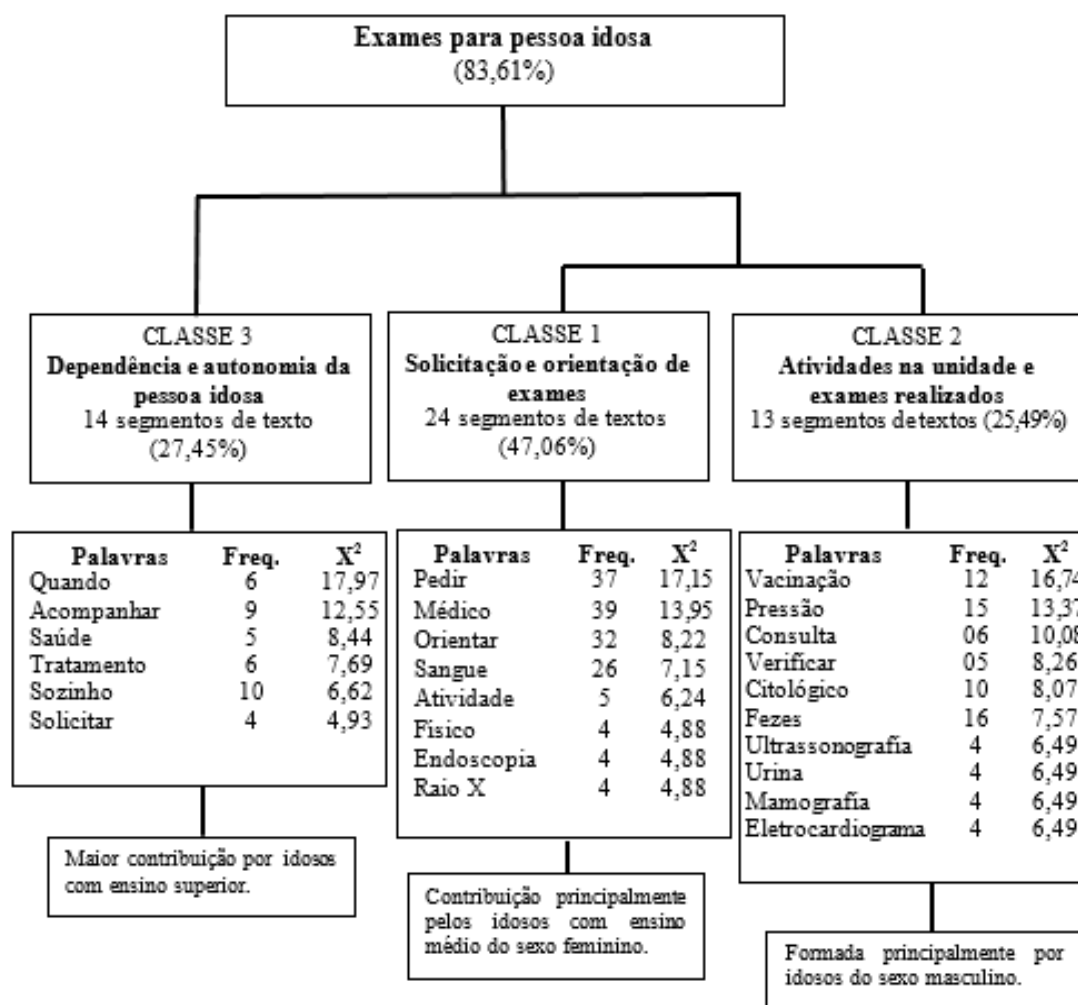 Exames para pessoa idosa
(83,61%)
CLASSE 3
Dependência e autonomia da
pessoa idosa
14 segmentos de texto
(27,45%)
CLASSE 1
Solicitação e orientação de
exames
24 segmentos de textos
(47,06%)
CLASSE 2
Atividades na unidade e
exames realizados
13 segmentos de textos (25,49%)
Palavras Freq. X²
Quando 6 17,97
Acompanhar 9 12,55
Saúde 5 8,44
Tratamento 6 7,69
Sozinho 10 6,62
Solicitar 4 4,93
Palavras Freq. X²
Pedir 37 17,15
Médico 39 13,95
Orientar 32 8,22
Sangue 26 7,15
Atividade 5 6,24
Físico 4 4,88
Endoscopia 4 4,88
Raio X 4 4,88
Palavras Freq. X²
Vacinação 12 16,74
Pressão 15 13,37
Consulta 06 10,08
Verificar 05 8,26
Citológico 10 8,07
Fezes 16 7,57
Ultrassonografia 4 6,49
Urina 4 6,49
Mamografia 4 6,49
Eletrocardiograma 4 6,49
Maior contribuição por idosos
com ensino superior.
Contribuição principalmente
pelos idosos com ensino
médio do sexo feminino.
Formada principalmente por
idosos do sexo masculino.